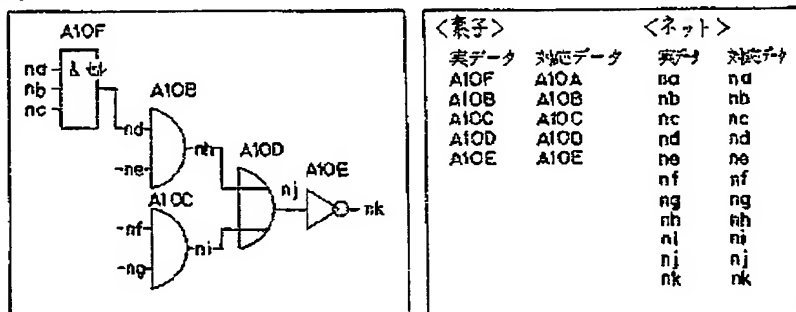 A10F
na
nb
nc
&
A10B
nd
ne
nh
A10D
A10E
nj
nk
A10C
nf
ng
ni
<素子> <ネット>
実データ 対応データ 実データ 対応データ
A10F A10A na na
A10B A10B nb nb
A10C A10C nc nc
A10D A10D nd nd
A10E A10E ne ne
nf nf
ng ng
nh nh
ni ni
nj nj
nk nk